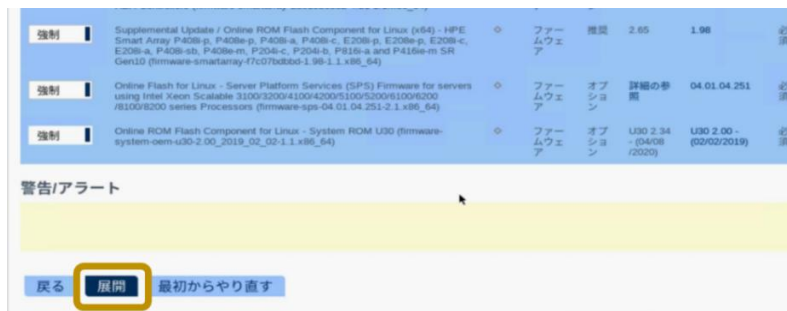 強制
Supplemental Update / Online ROM Flash Component for Linux (x64) - HPE
Smart Array P408i-p, P408e-p, P408i-a, P408i-c, E208i-p, E208e-p, E208i-c,
E208i-a, P408i-sb, P408e-m, P204i-c, P204i-b, P816i-a and P416ie-m SR
Gen10 (firmware-smartarray-f7c07bdbbd-1.98-1.1.x86_64)
ファー
ムウェ
ア
推奨
2.65
1.98
必
須
強制
Online Flash for Linux - Server Platform Services (SPS) Firmware for servers
using Intel Xeon Scalable 3100/3200/4100/4200/5100/5200/6100/6200
/8100/8200 series Processors (firmware-sps-04.01.04.251-2.1.x86_64)
ファー
ムウェ
ア
オプ
ショ
ン
詳細の参
照
04.01.04.251
必
須
強制
Online ROM Flash Component for Linux - System ROM U30 (firmware-
system-oem-u30-2.00_2019_02_02-1.1.x86_64)
ファー
ムウェ
ア
オプ
ショ
ン
U30 2.34
- (04/08
/2020)
U30 2.00 -
(02/02/2019)
必
須
警告/アラート
戻る
展開
最初からやり直す